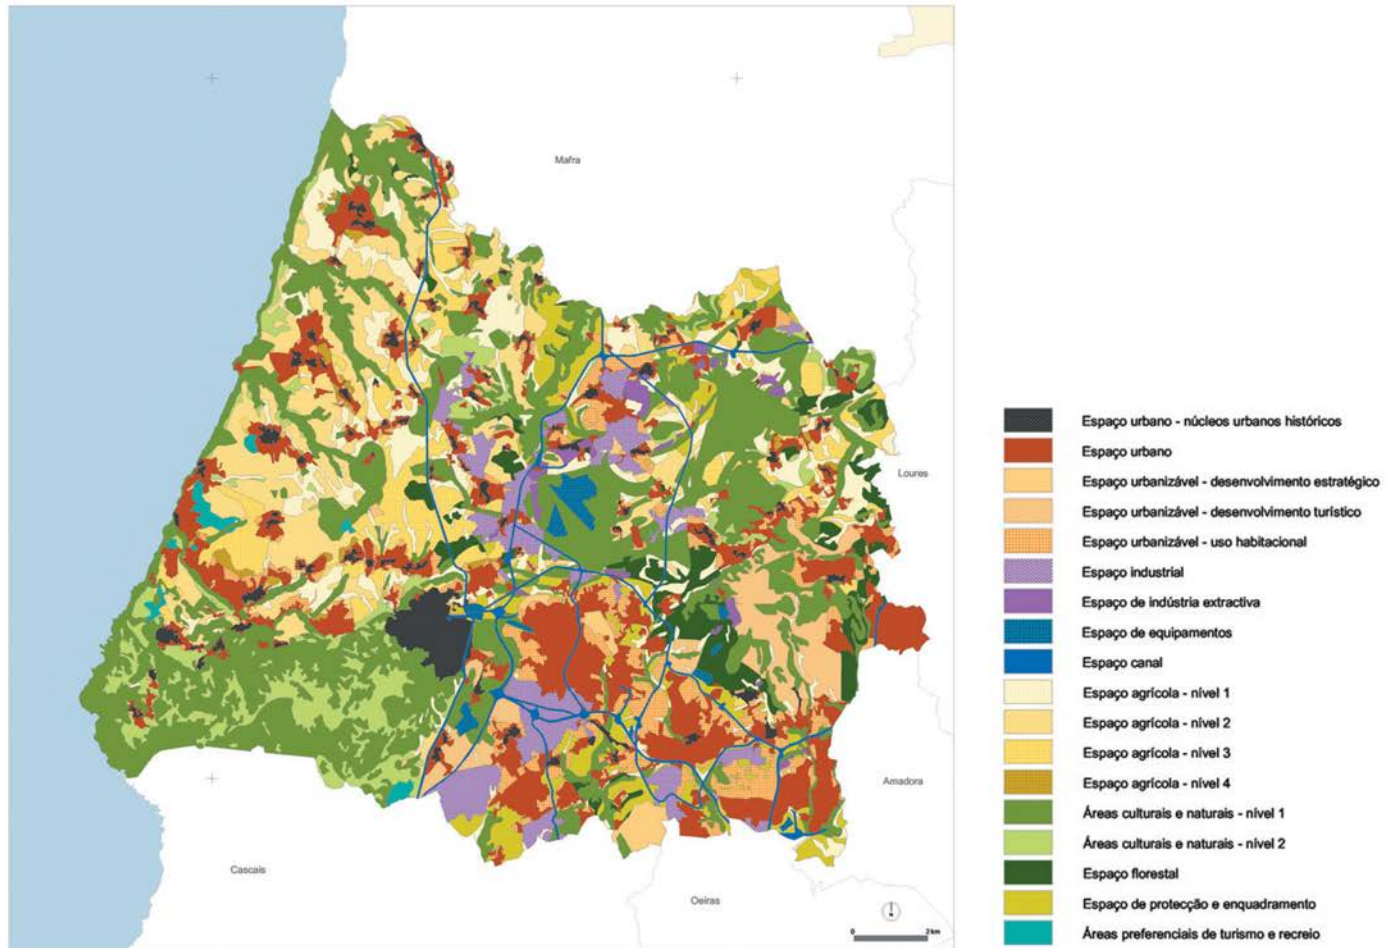 Mafra
Loures
Amadora
Cascais
Oeiras
2km
0
Espaço urbano - núcleos urbanos históricos
Espaço urbano
Espaço urbanizável - desenvolvimento estratégico
Espaço urbanizável - desenvolvimento turístico
Espaço urbanizável - uso habitacional
Espaço industrial
Espaço de indústria extractiva
Espaço de equipamentos
Espaço canal
Espaço agrícola - nível 1
Espaço agrícola - nível 2
Espaço agrícola - nível 3
Espaço agrícola - nível 4
Áreas culturais e naturais - nível 1
Áreas culturais e naturais - nível 2
Espaço florestal
Espaço de protecção e enquadramento
Áreas preferenciais de turismo e recreio